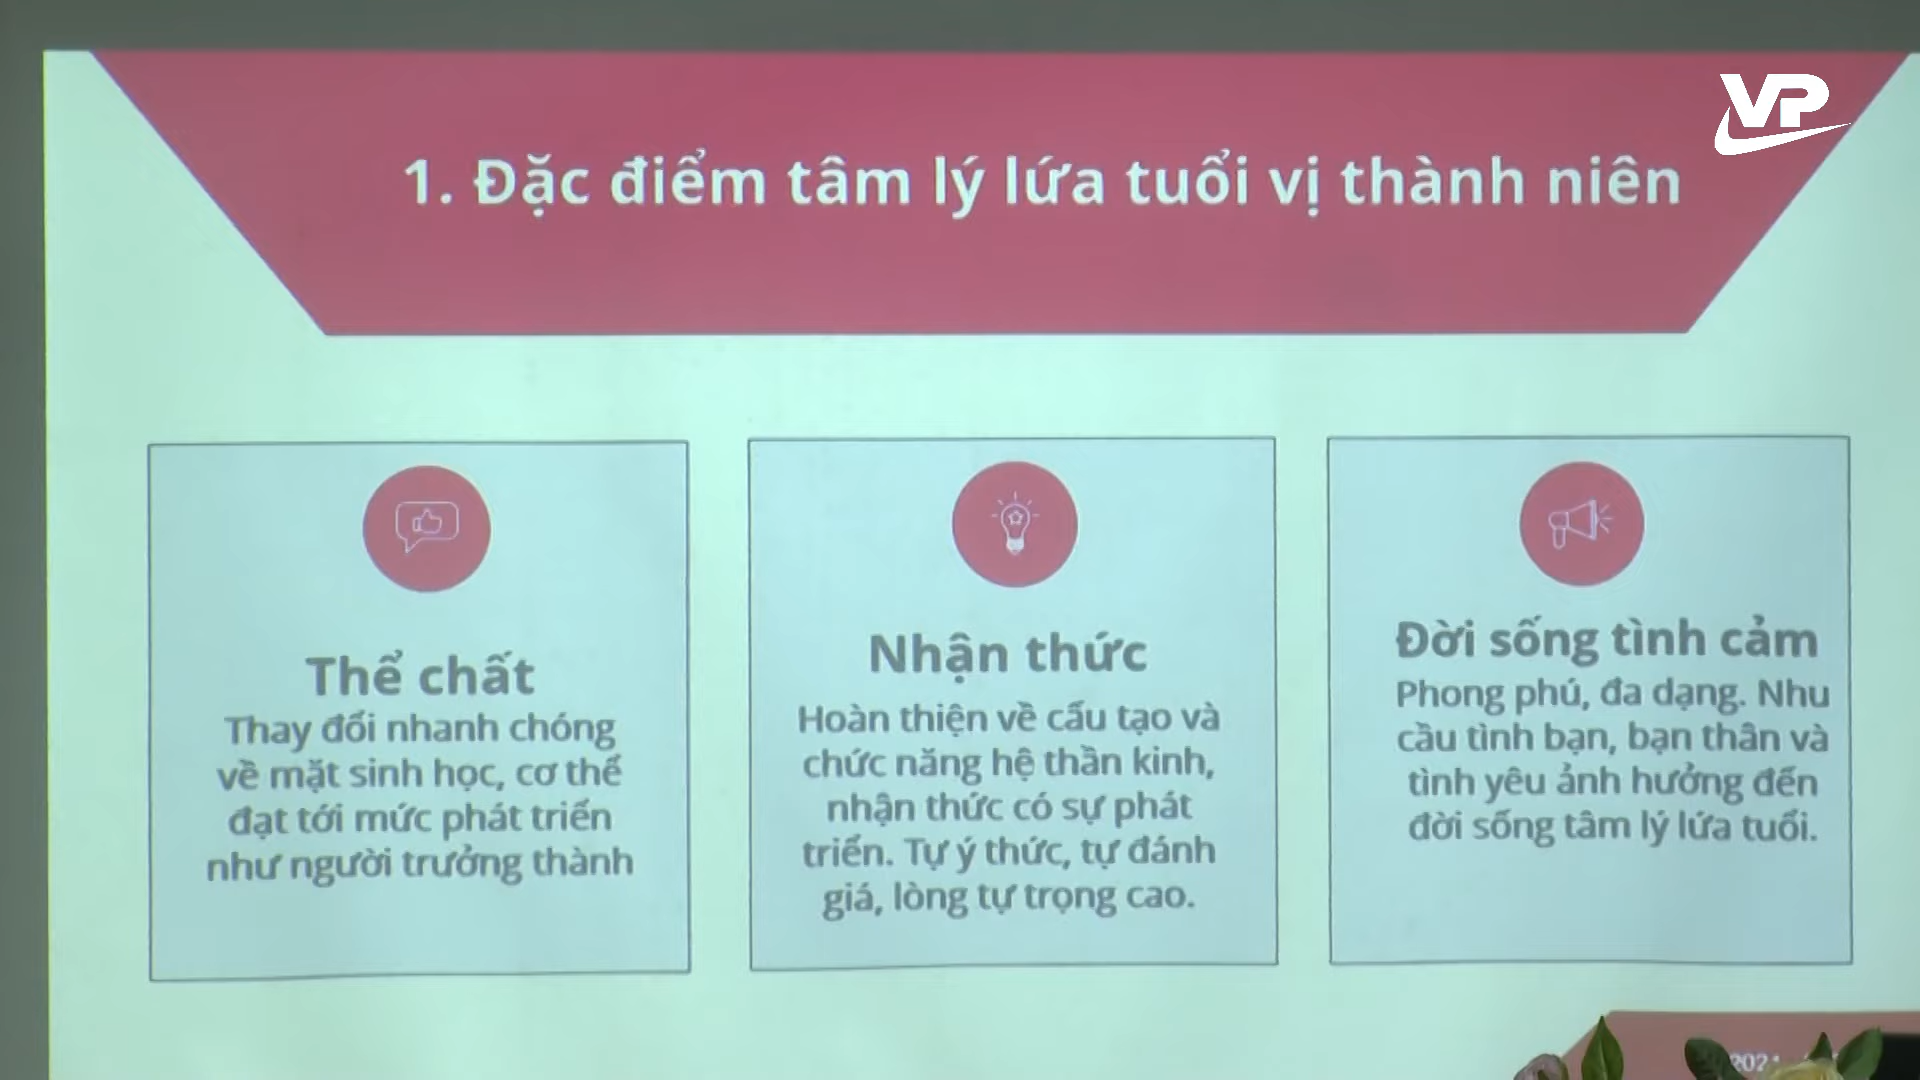 VP
1. Đặc điểm tâm lý lứa tuổi vị thành niên
Thể chất
Thay đổi nhanh chóng
về mặt sinh học, cơ thể
đạt tới mức phát triển
như người trưởng thành
Nhận thức
Hoàn thiện về cấu tạo và
chức năng hệ thần kinh,
nhận thức có sự phát
triển. Tự ý thức, tự đánh
giá, lòng tự trọng cao.
Đời sống tình cảm
Phong phú, đa dạng. Nhu
cầu tình bạn, bạn thân và
tình yêu ảnh hưởng đến
đời sống tâm lý lứa tuổi.